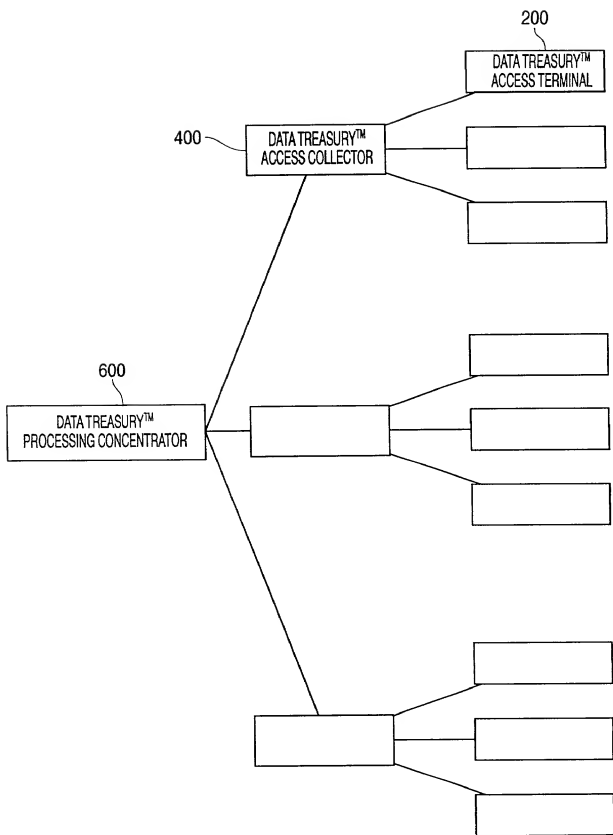 200
DATA TREASURY™
ACCESS TERMINAL
400
DATA TREASURY™
ACCESS COLLECTOR
600
DATA TREASURY™
PROCESSING CONCENTRATOR